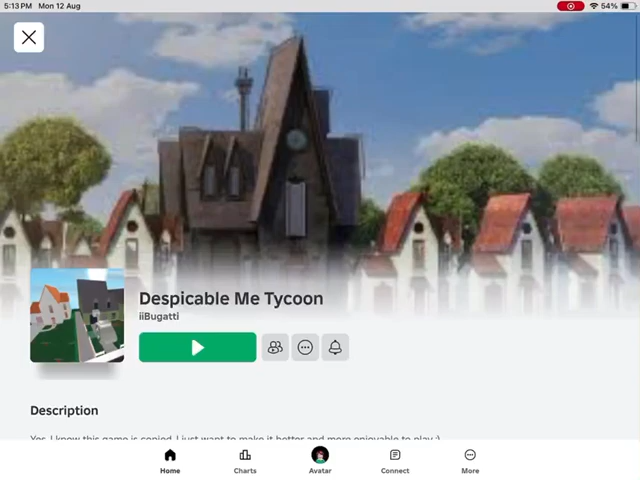 5:13 PM Mon 12 Aug
54%
Despicable Me Tycoon
iiBugatti
Description
Yes, I know this game is copied, I just want to make it better and more enjoyable to play :)
Home Charts Avatar Connect More